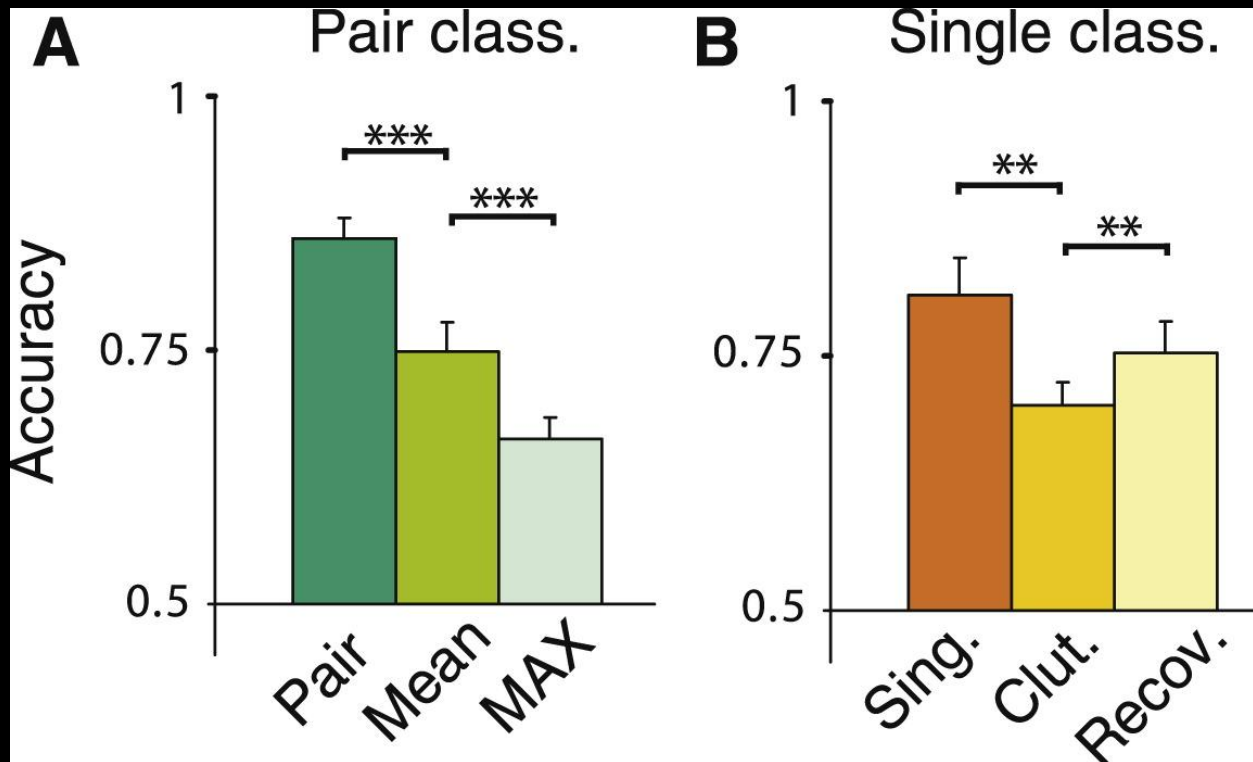 A
Pair class.
Accuracy
1
0.75
0.5
***
***
Pair
Mean
MAX
B
Single class.
1
0.75
0.5
**
**
Sing.
Clut.
Recov.